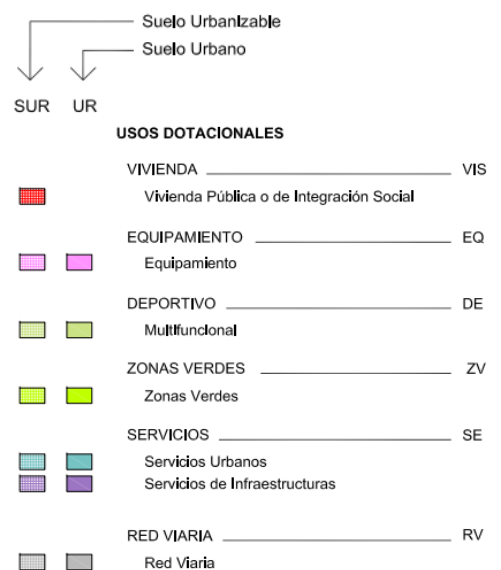 Suelo Urbanizable
Suelo Urbano
SUR UR
USOS DOTACIONALES
VIVIENDA VIS
Vivienda Pública o de Integración Social
EQUIPAMIENTO EQ
Equipamiento
DEPORTIVO DE
Multifuncional
ZONAS VERDES ZV
Zonas Verdes
SERVICIOS SE
Servicios Urbanos
Servicios de Infraestructuras
RED VIARIA RV
Red Viaria